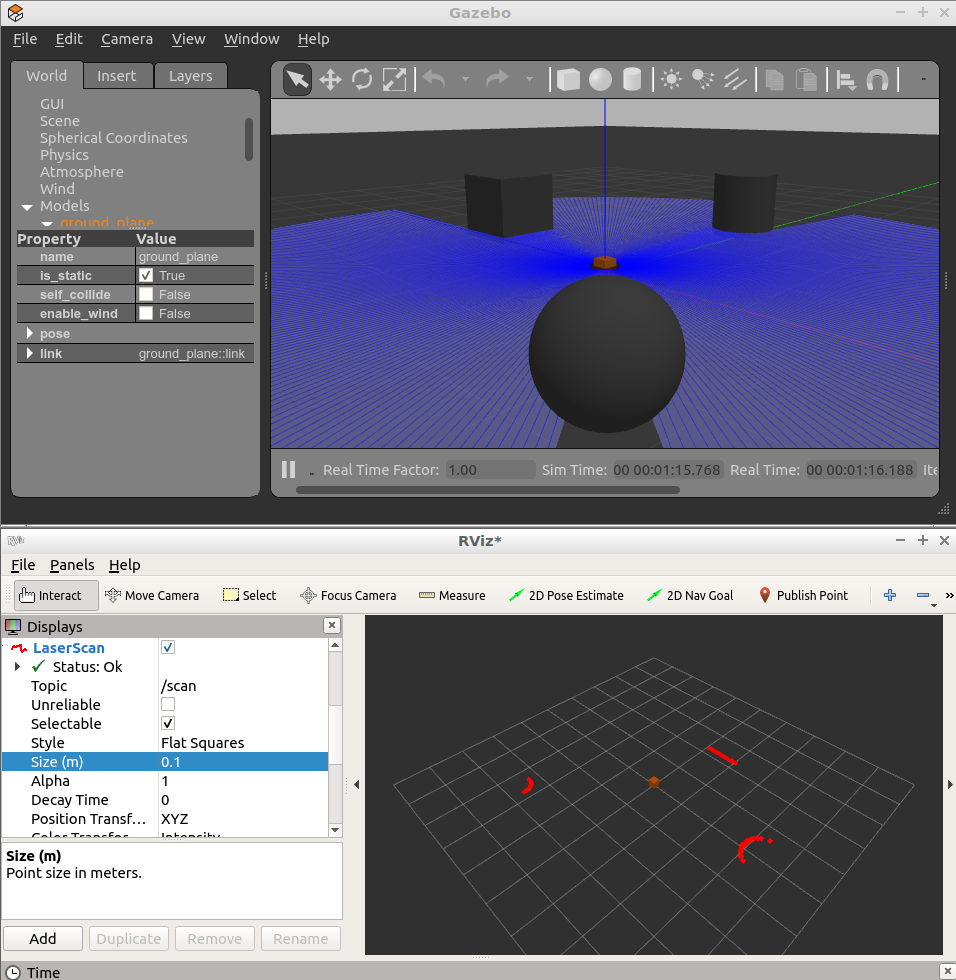 Gazebo
File Edit Camera View Window Help
World Insert Layers
GUI
Scene
Spherical Coordinates
Physics
Atmosphere
Wind
Models
ground_plane
Property Value
name ground_plane
is_static True
self_collide False
enable_wind False
pose
link ground_plane::link
Real Time Factor: 1.00 Sim Time: 00 00:01:15.768 Real Time: 00 00:01:16.188 Ite
RViz*
File Panels Help
Interact Move Camera Select Focus Camera Measure 2D Pose Estimate 2D Nav Goal Publish Point »
Displays
LaserScan
Status: Ok
Topic /scan
Unreliable
Selectable
Style Flat Squares
Size (m) 0.1
Alpha 1
Decay Time 0
Position Transf... XYZ
Color Transfor... Intensity
Size (m)
Point size in meters.
Add Duplicate Remove Rename
Time